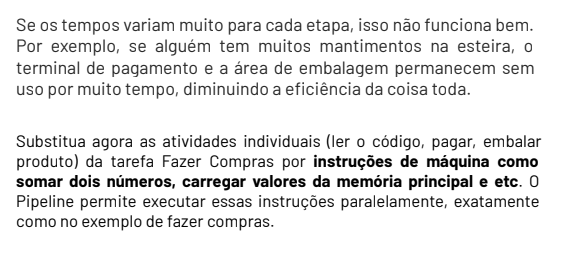 Se os tempos variam muito para cada etapa, isso não funciona bem.
Por exemplo, se alguém tem muitos mantimentos na esteira, o
terminal de pagamento e a área de embalagem permanecem sem
uso por muito tempo, diminuindo a eficiência da coisa toda.
Substitua agora as atividades individuais (ler o código, pagar, embalar
produto) da tarefa Fazer Compras por instruções de máquina como
somar dois números, carregar valores da memória principal e etc. O
Pipeline permite executar essas instruções paralelamente, exatamente
como no exemplo de fazer compras.